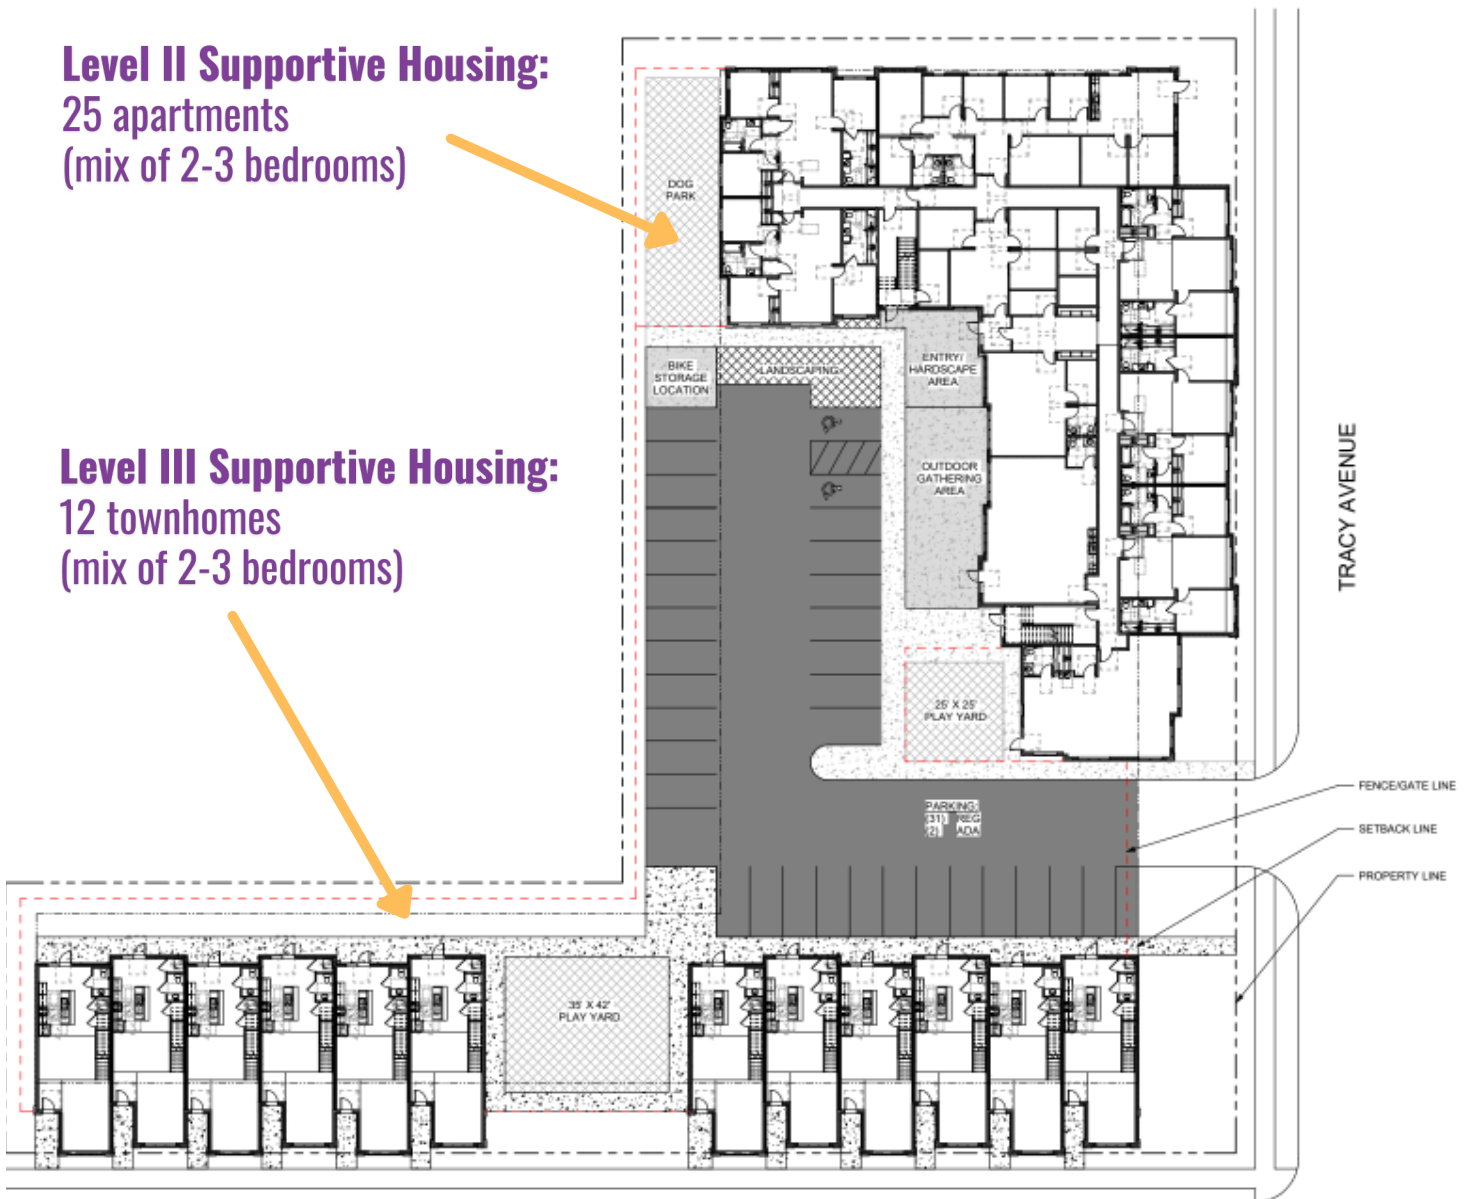 Level II Supportive Housing:
25 apartments
(mix of 2-3 bedrooms)
DOG
PARK
BIKE
STORAGE
LOCATION
LANDSCAPING
ENTRY/
HARDSCAPE
AREA
OUTDOOR
GATHERING
AREA
Level III Supportive Housing:
12 townhomes
(mix of 2-3 bedrooms)
TRACY AVENUE
25' X 25'
PLAY YARD
PARKING:
(31) REG
(2) ADA
FENCE/GATE LINE
SETBACK LINE
PROPERTY LINE
35' X 42'
PLAY YARD